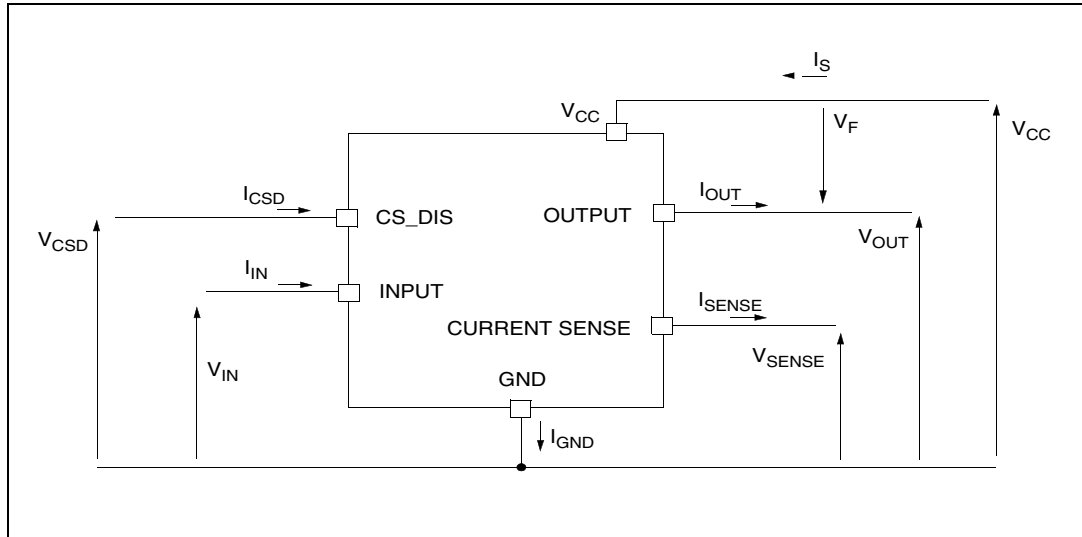 I_S
V_CC
V_F
V_CC
I_CSD
I_OUT
CS_DIS
OUTPUT
V_CSD
V_OUT
I_IN
INPUT
I_SENSE
CURRENT SENSE
V_IN
V_SENSE
GND
I_GND